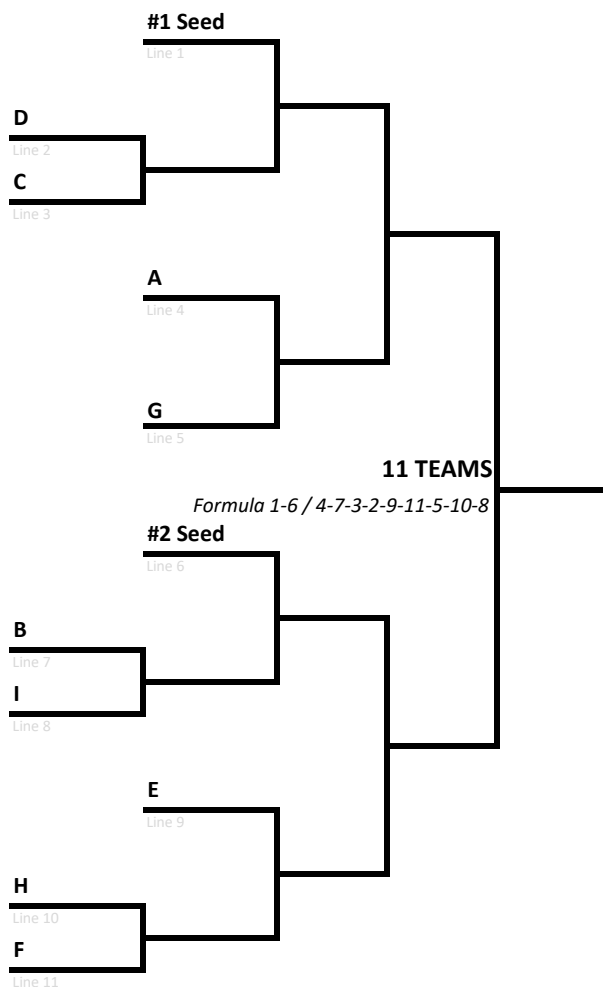 #1 Seed
Line 1
D
Line 2
C
Line 3
A
Line 4
G
Line 5
11 TEAMS
Formula 1-6 / 4-7-3-2-9-11-5-10-8
#2 Seed
Line 6
B
Line 7
I
Line 8
E
Line 9
H
Line 10
F
Line 11